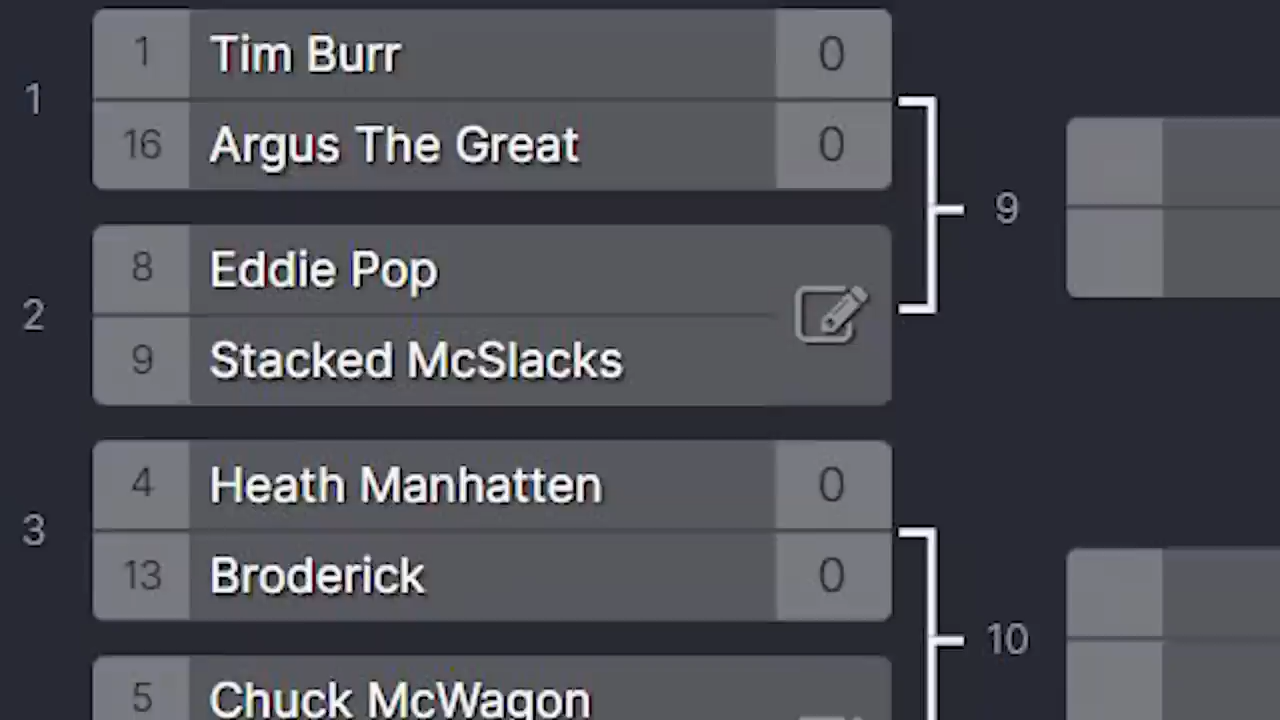 1 Tim Burr 0
1
16 Argus The Great 0
9
8 Eddie Pop
2
9 Stacked McSlacks
4 Heath Manhatten 0
3
13 Broderick 0
10
5 Chuck McWagon